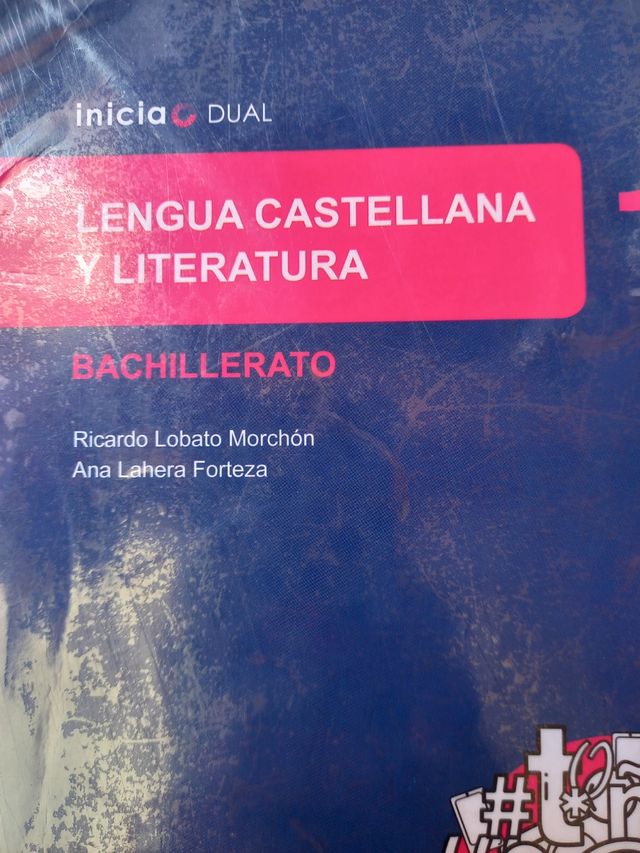 inicia DUAL
LENGUA CASTELLANA
Y LITERATURA
BACHILLERATO
Ricardo Lobato Morchón
Ana Lahera Forteza